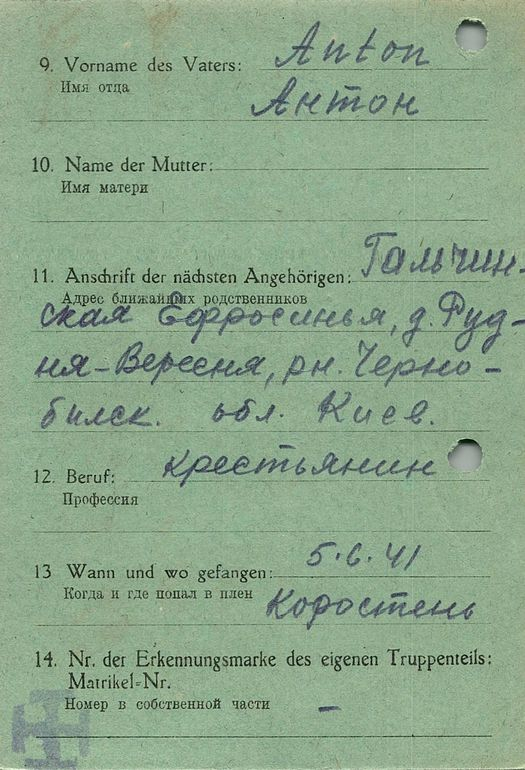 9. Vorname des Vaters: Anton
Имя отца
Антон
10. Name der Mutter:
Имя матери
11. Anschrift der nächsten Angehörigen: Гальчин-
Адрес ближайших родственников
ская Ефросинья, д. Руд-
ня-Вересня, рн. Черно-
билск. обл. Киев.
12. Beruf: крестьянин
Профессия
13 Wann und wo gefangen: 5.6.41
Когда и где попал в плен Коростень
14. Nr. der Erkennungsmarke des eigenen Truppenteils:
Matrikel-Nr.
Номер в собственной части –